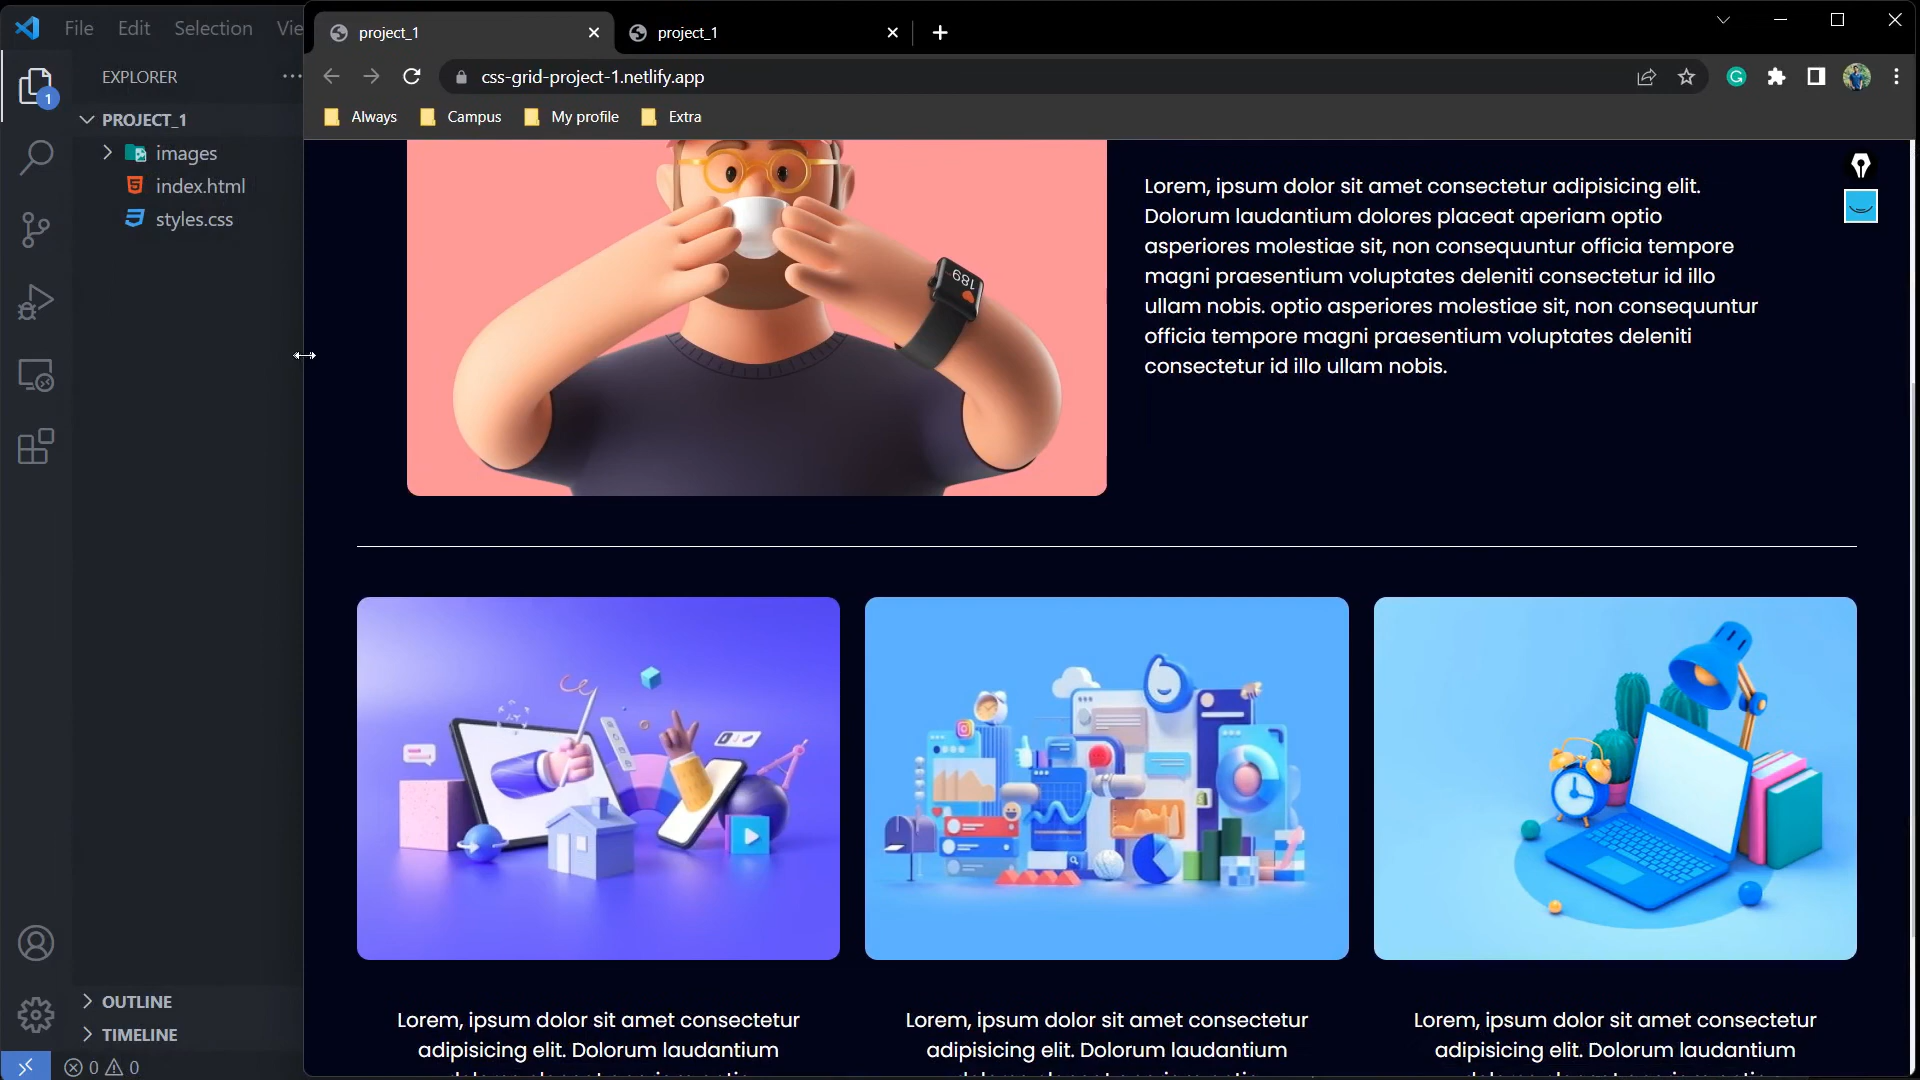 File Edit Selection Vie
EXPLORER
PROJECT_1
images
index.html
styles.css
OUTLINE
TIMELINE
0 0
1
project_1
project_1
css-grid-project-1.netlify.app
Always Campus My profile Extra
189
Lorem, ipsum dolor sit amet consectetur adipisicing elit.
Dolorum laudantium dolores placeat aperiam optio
asperiores molestiae sit, non consequuntur officia tempore
magni praesentium voluptates deleniti consectetur id illo
ullam nobis. optio asperiores molestiae sit, non consequuntur
officia tempore magni praesentium voluptates deleniti
consectetur id illo ullam nobis.
Lorem, ipsum dolor sit amet consectetur
adipisicing elit. Dolorum laudantium
Lorem, ipsum dolor sit amet consectetur
adipisicing elit. Dolorum laudantium
Lorem, ipsum dolor sit amet consectetur
adipisicing elit. Dolorum laudantium